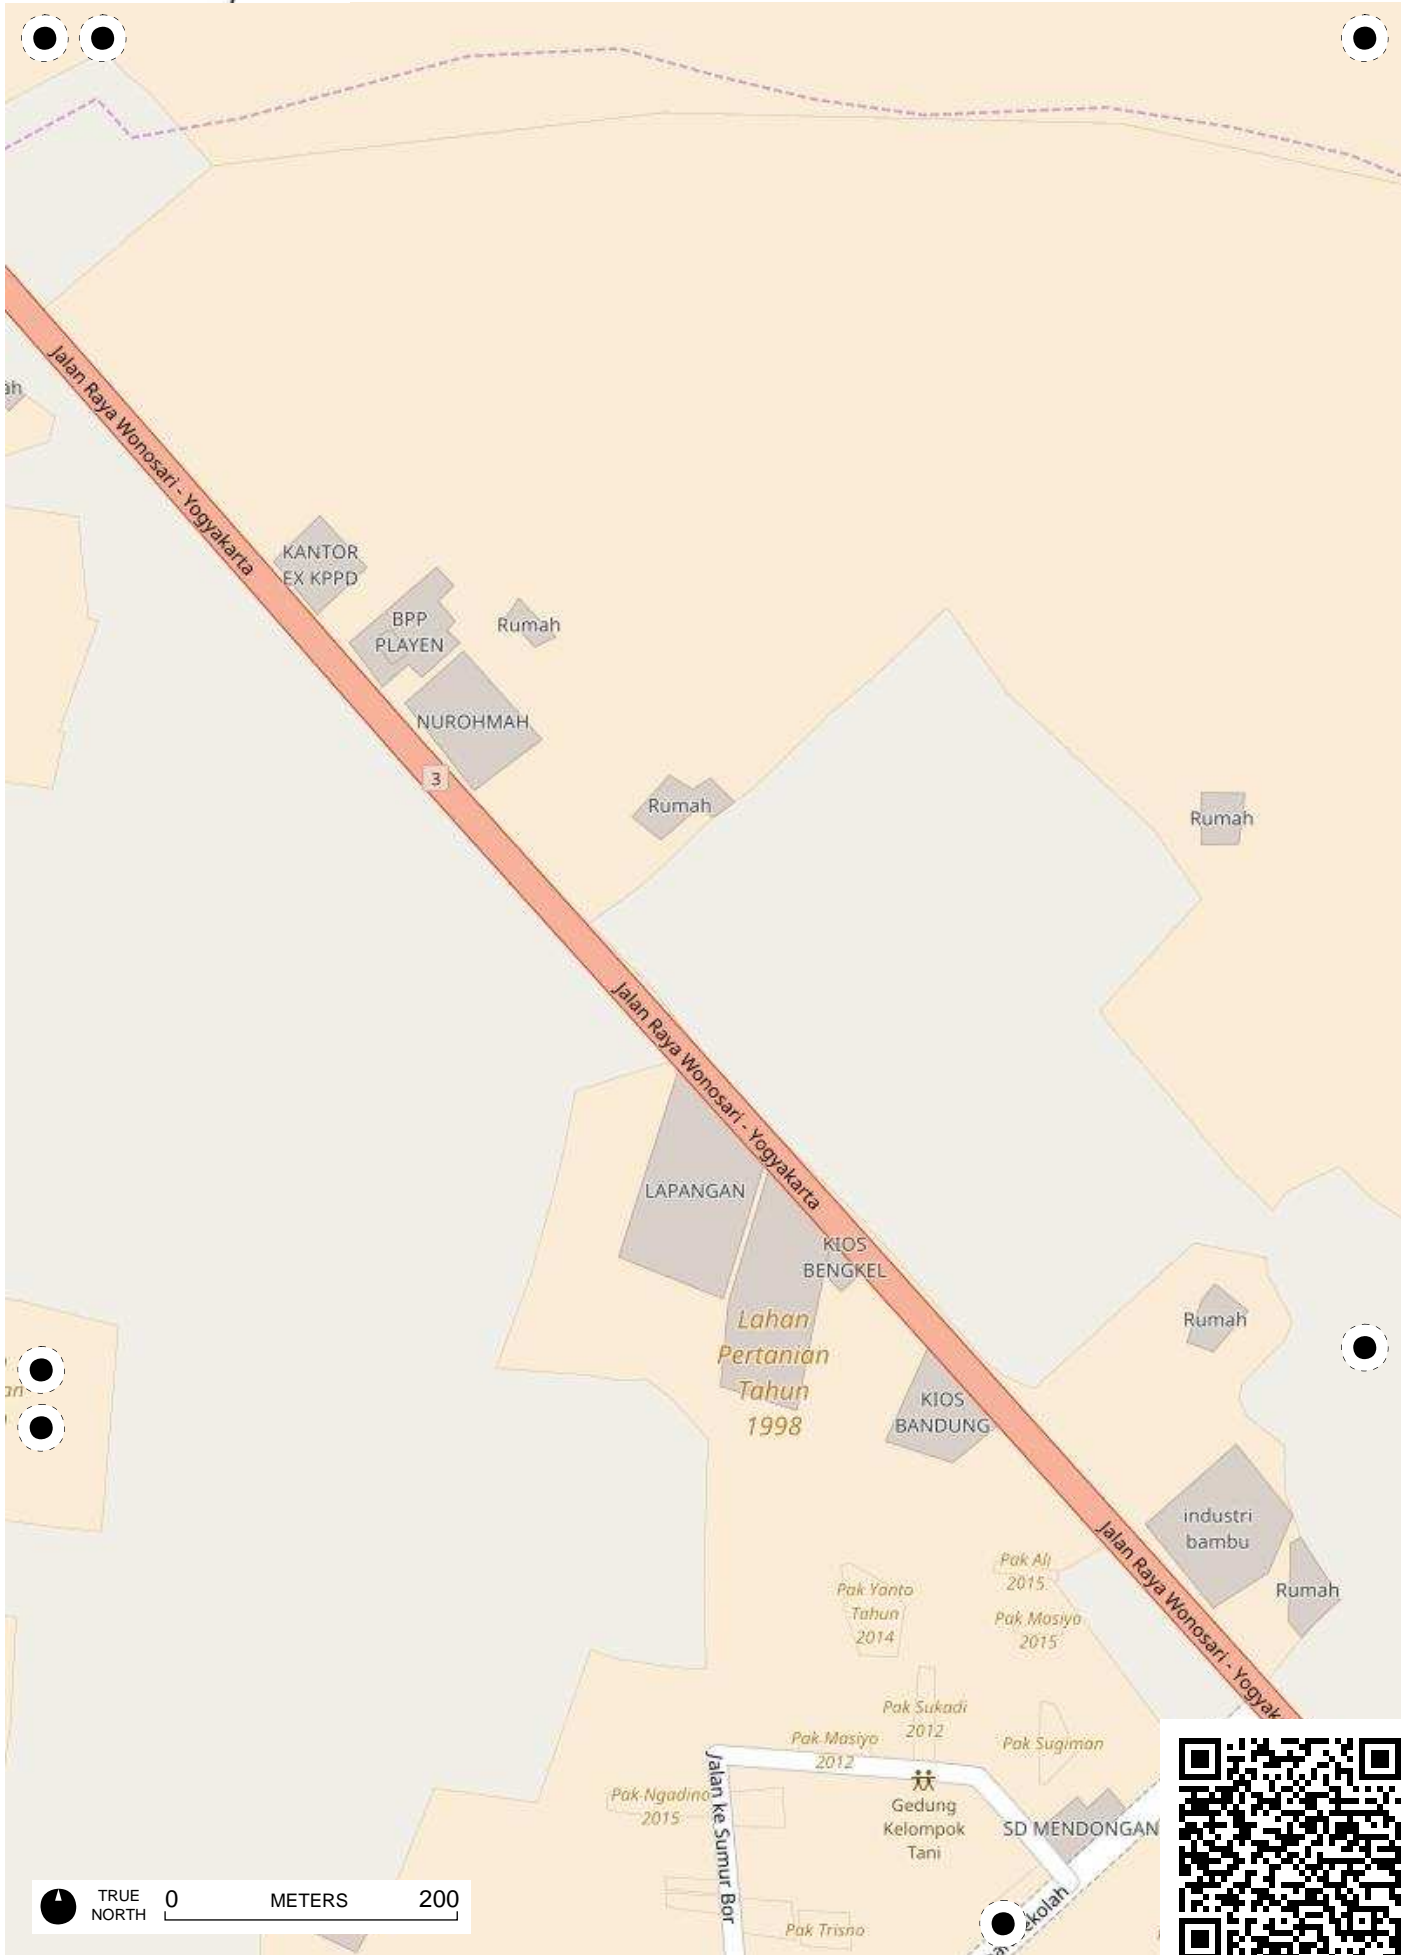 Jalan Raya Wonosari - Yogyakarta
KANTOR
EX KPPD
BPP
PLAYEN
Rumah
NUROHMAH
3
Rumah
Rumah
Jalan Raya Wonosari - Yogyakarta
LAPANGAN
KIOS
BENGKEL
Lahan
Pertanian
Tahun
1998
Rumah
KIOS
BANDUNG
industri
bambu
Rumah
Jalan Raya Wonosari - Yogyak
Pak Ali
2015
Pak Yanto
Tahun
2014
Pak Masiyo
2015
Pak Sukadi
2012
Pak Masiyo
2012
Pak Sugiman
Jalan ke Sumur Bor
Pak Ngadino
2015
Gedung
Kelompok
Tani
SD MENDONGAN
Pak Trisno
ekolah
TRUE
NORTH
0 METERS 200